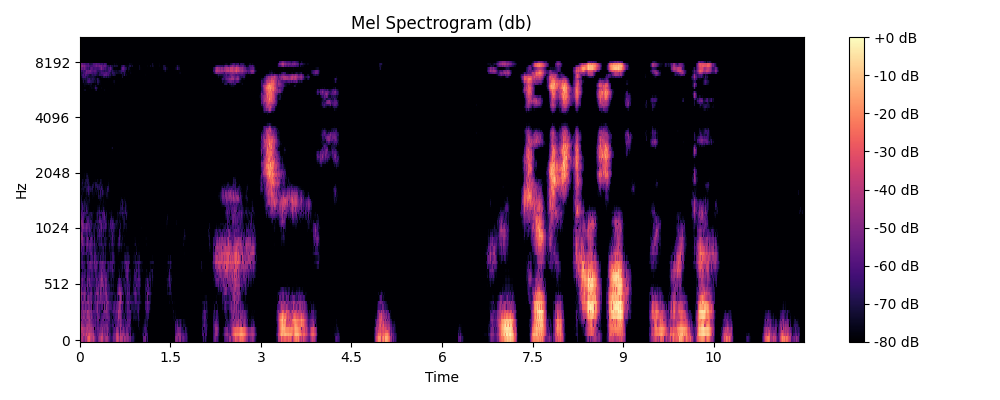 Mel Spectrogram (db)
8192
4096
2048
1024
512
0
Hz
0 1.5 3 4.5 6 7.5 9 10
Time
+0 dB
-10 dB
-20 dB
-30 dB
-40 dB
-50 dB
-60 dB
-70 dB
-80 dB